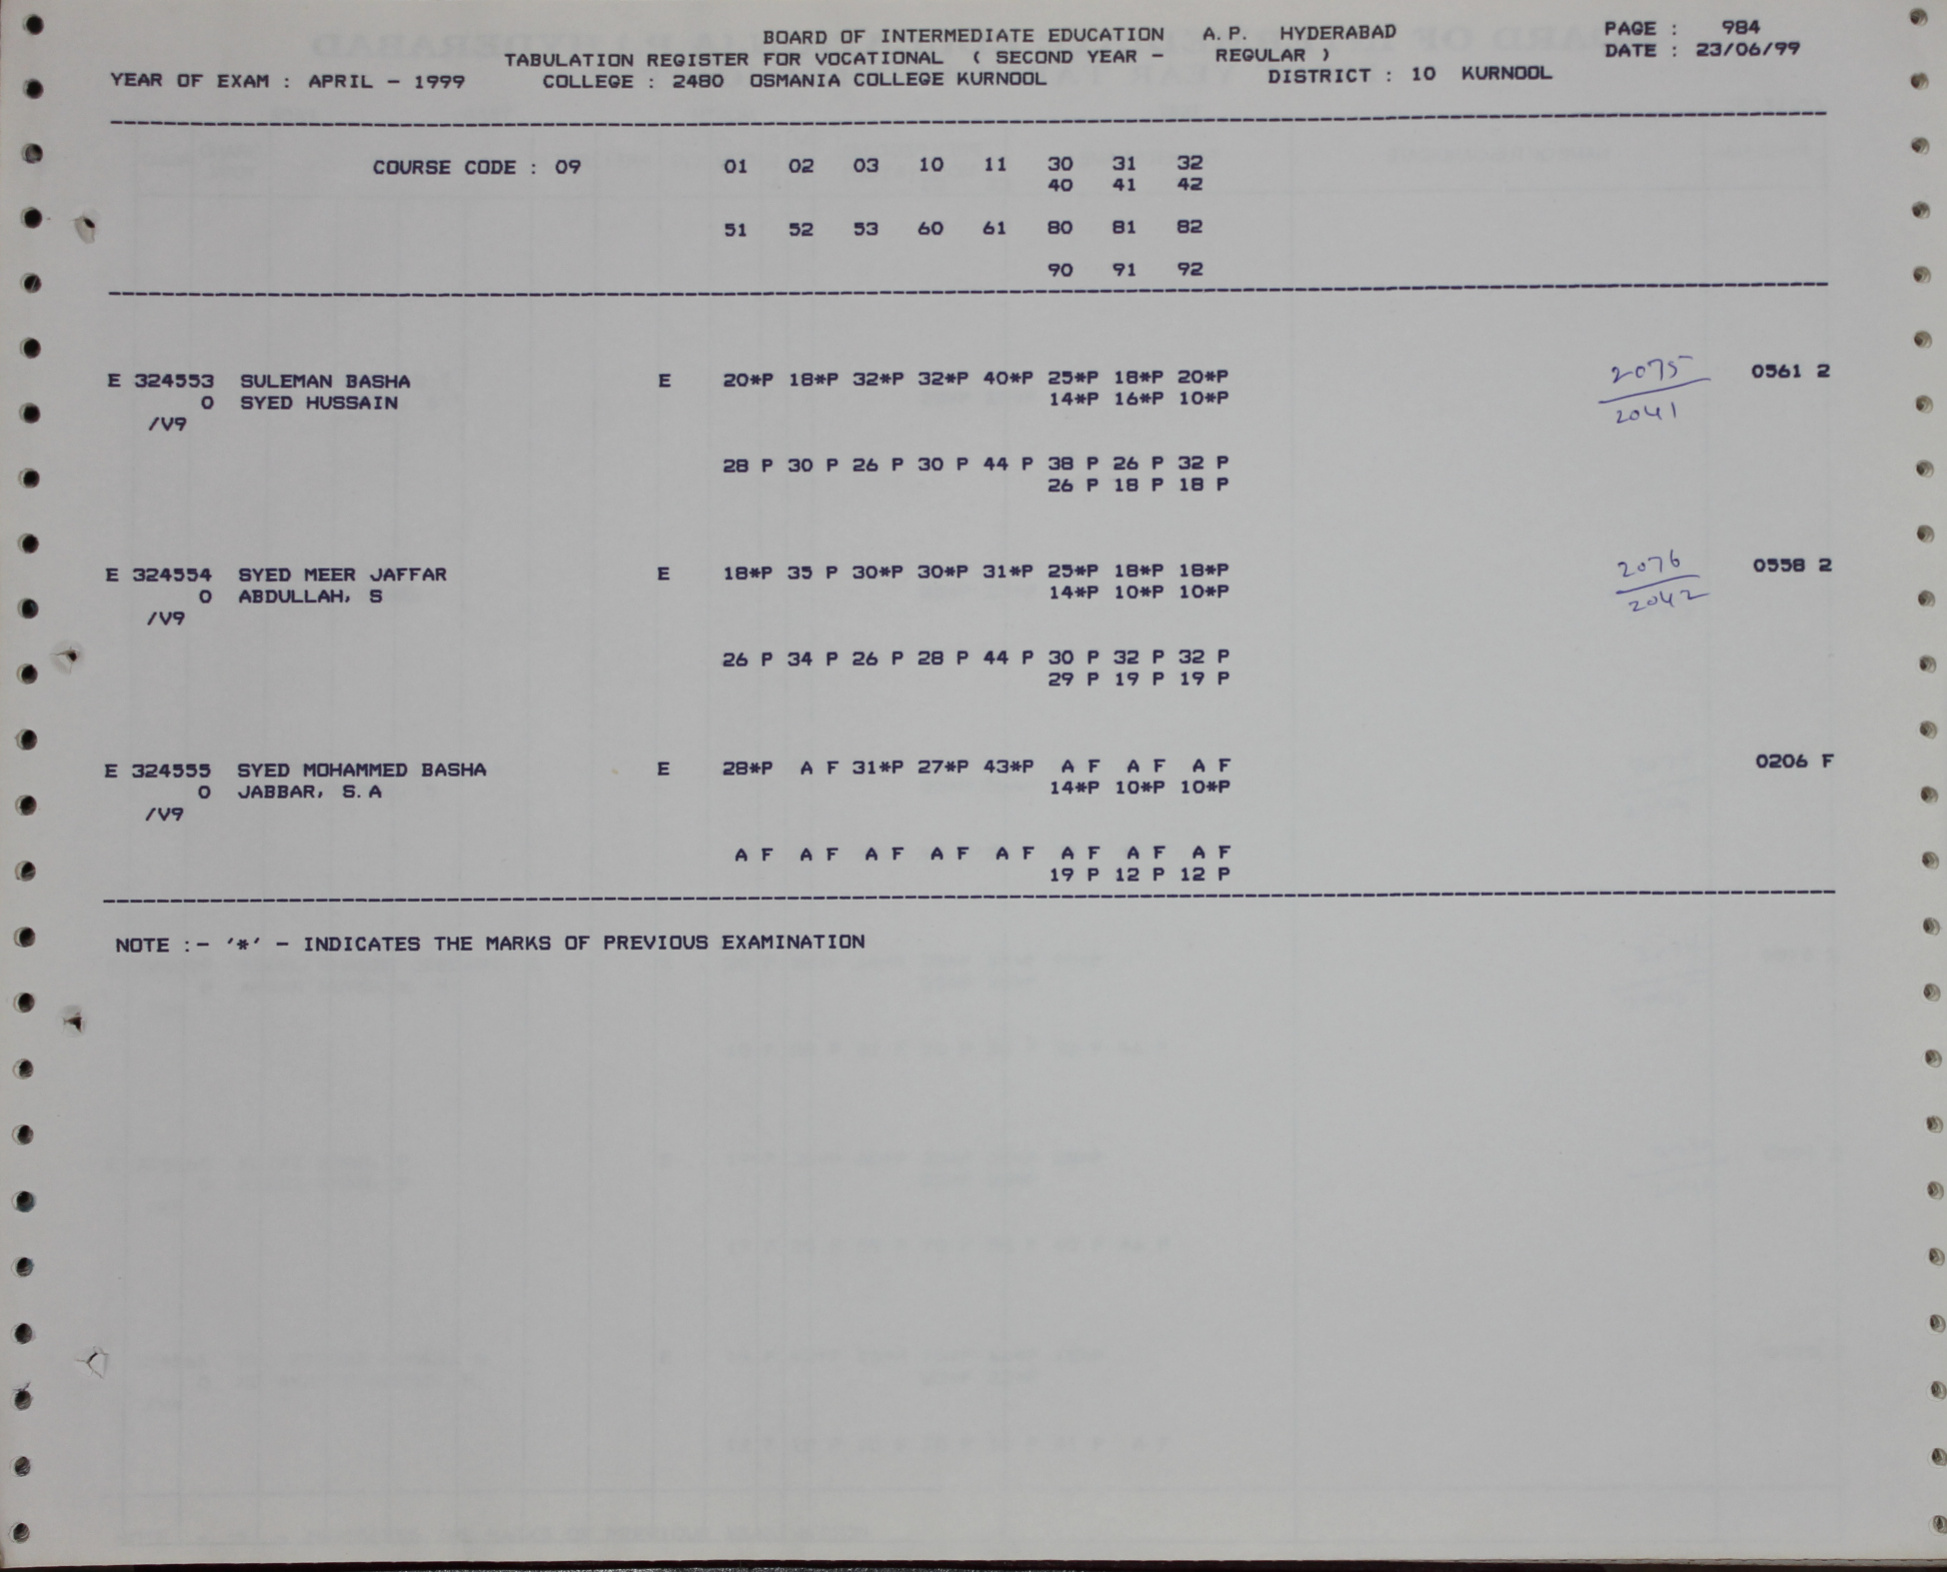 BOARD OF INTERMEDIATE EDUCATION A.P. HYDERABAD PAGE : 984
TABULATION REGISTER FOR VOCATIONAL ( SECOND YEAR - REGULAR ) DATE : 23/06/99
YEAR OF EXAM : APRIL - 1999 COLLEGE : 2480 OSMANIA COLLEGE KURNOOL DISTRICT : 10 KURNOOL
COURSE CODE : 09 01 02 03 10 11 30 31 32
40 41 42
51 52 53 60 61 80 81 82
90 91 92
E 324553 SULEMAN BASHA E 20*P 18*P 32*P 32*P 40*P 25*P 18*P 20*P 2075 0561 2
0 SYED HUSSAIN 14*P 16*P 10*P 2041
/V9
28 P 30 P 26 P 30 P 44 P 38 P 26 P 32 P
26 P 18 P 18 P
E 324554 SYED MEER JAFFAR E 18*P 35 P 30*P 30*P 31*P 25*P 18*P 18*P 2076 0558 2
0 ABDULLAH, S 14*P 10*P 10*P 2042
/V9
26 P 34 P 26 P 28 P 44 P 30 P 32 P 32 P
29 P 19 P 19 P
E 324555 SYED MOHAMMED BASHA E 28*P A F 31*P 27*P 43*P A F A F A F 0206 F
0 JABBAR, S.A 14*P 10*P 10*P
/V9
A F A F A F A F A F A F A F A F
19 P 12 P 12 P
NOTE :- '*' - INDICATES THE MARKS OF PREVIOUS EXAMINATION